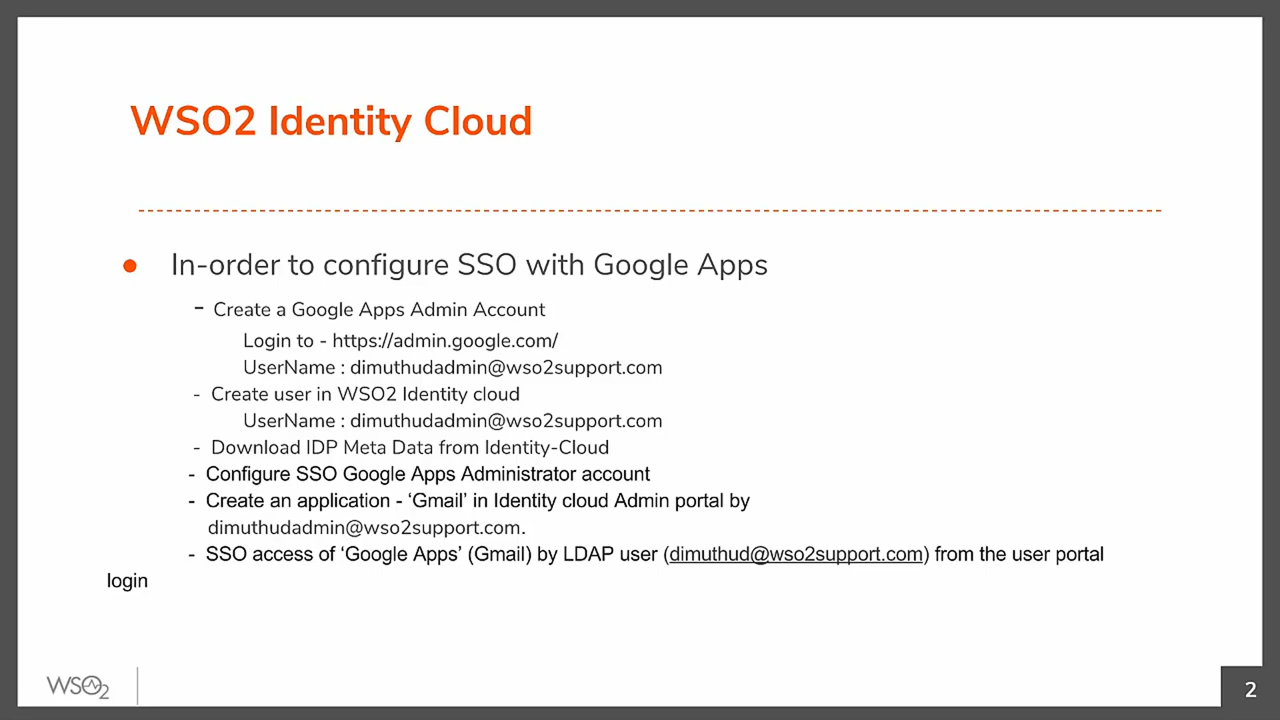 WSO2 Identity Cloud
● In-order to configure SSO with Google Apps
- Create a Google Apps Admin Account
Login to - https://admin.google.com/
UserName : dimuthudadmin@wso2support.com
- Create user in WSO2 Identity cloud
UserName : dimuthudadmin@wso2support.com
- Download IDP Meta Data from Identity-Cloud
- Configure SSO Google Apps Administrator account
- Create an application - ‘Gmail’ in Identity cloud Admin portal by
dimuthudadmin@wso2support.com.
- SSO access of ‘Google Apps’ (Gmail) by LDAP user (dimuthud@wso2support.com) from the user portal
login
WSO2
2